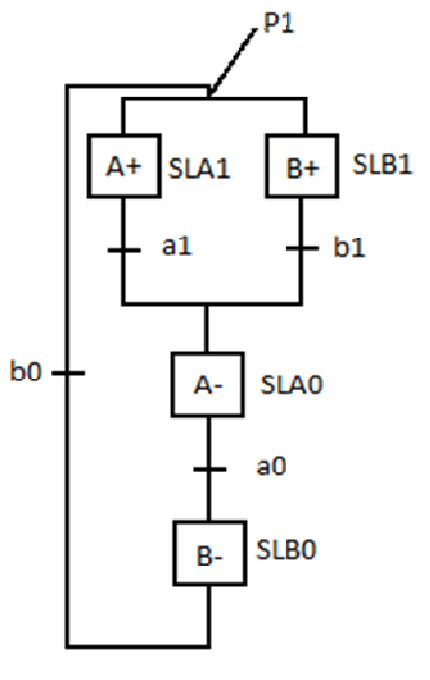 P1
A+ SLA1 B+ SLB1
a1 b1
b0
A- SLA0
a0
B- SLB0